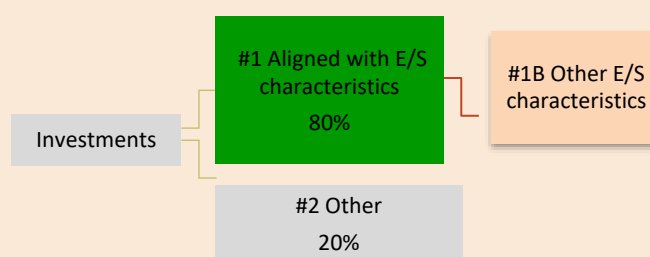 #1 Aligned with E/S
characteristics
80%
#1B Other E/S
characteristics
Investments
#2 Other
20%